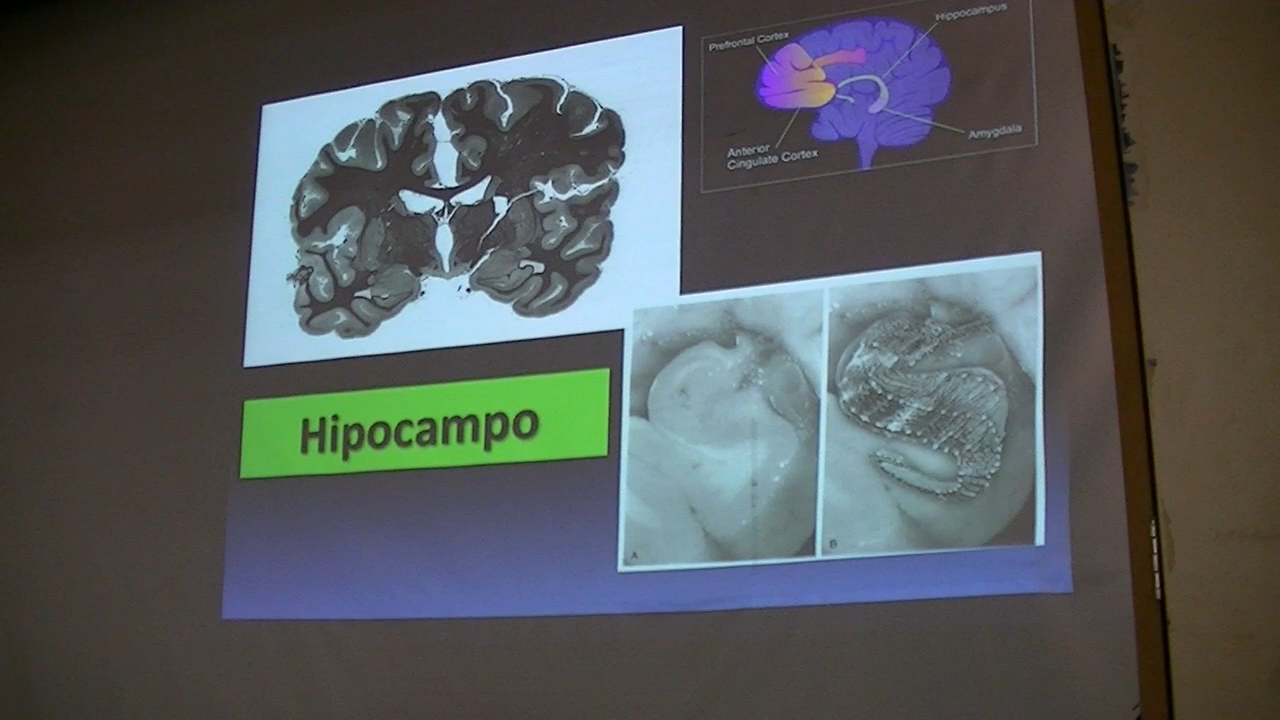 Prefrontal Cortex
Hippocampus
Anterior
Cingulate Cortex
Amygdala
Hipocampo
A
B